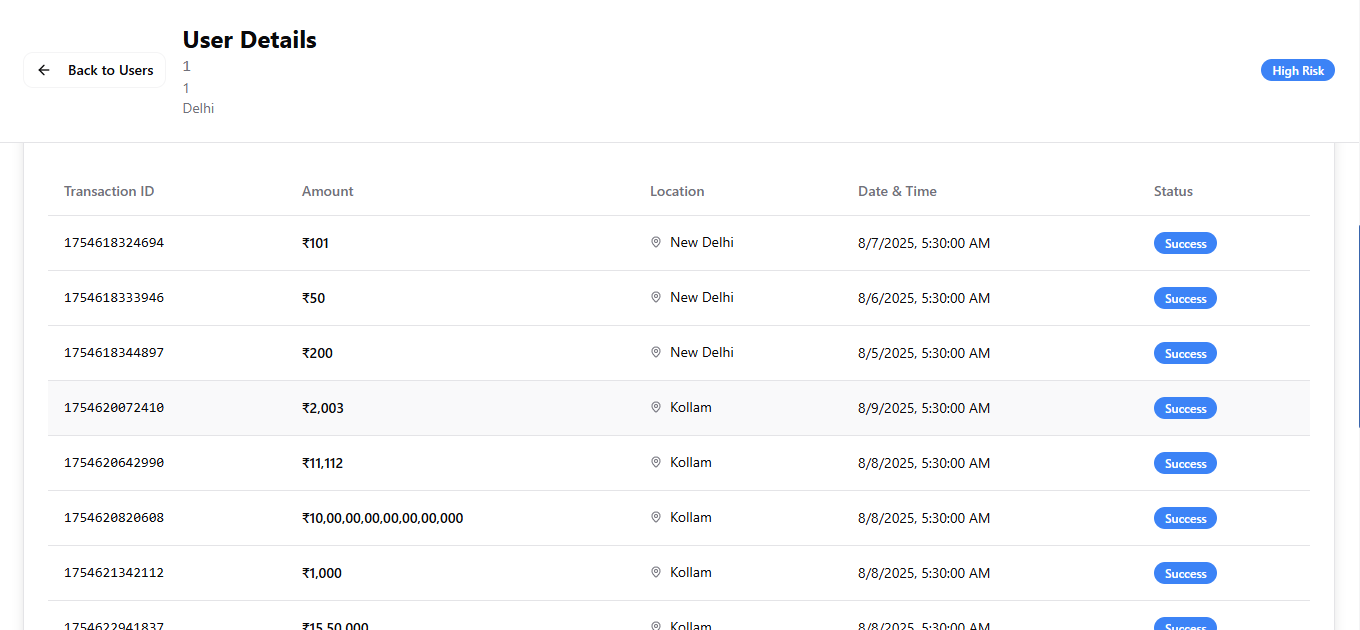 User Details
← Back to Users
1
1
Delhi
High Risk
Transaction ID Amount Location Date & Time Status
1754618324694 ₹101 New Delhi 8/7/2025, 5:30:00 AM Success
1754618333946 ₹50 New Delhi 8/6/2025, 5:30:00 AM Success
1754618344897 ₹200 New Delhi 8/5/2025, 5:30:00 AM Success
1754620072410 ₹2,003 Kollam 8/9/2025, 5:30:00 AM Success
1754620642990 ₹11,112 Kollam 8/8/2025, 5:30:00 AM Success
1754620820608 ₹10,00,00,00,00,00,00,000 Kollam 8/8/2025, 5:30:00 AM Success
1754621342112 ₹1,000 Kollam 8/8/2025, 5:30:00 AM Success
1754622941837 ₹15,50,000 Kollam 8/8/2025, 5:30:00 AM Success